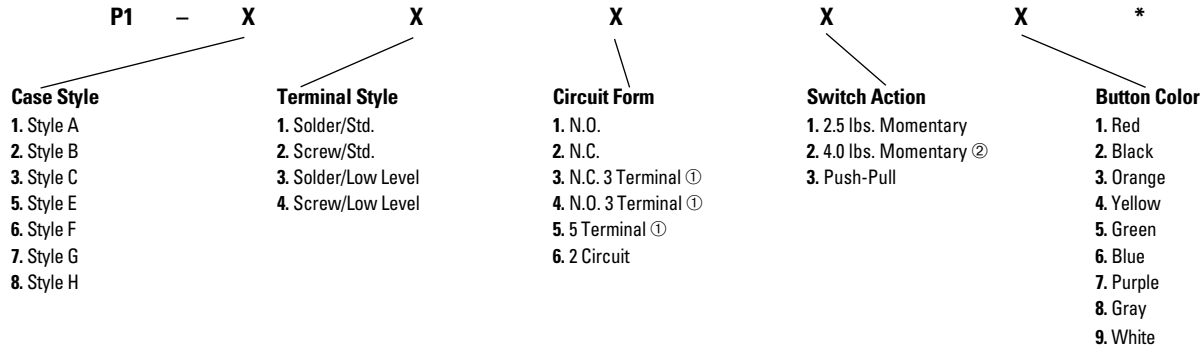 P1 – X X X X X *
Case Style
1. Style A
2. Style B
3. Style C
5. Style E
6. Style F
7. Style G
8. Style H
Terminal Style
1. Solder/Std.
2. Screw/Std.
3. Solder/Low Level
4. Screw/Low Level
Circuit Form
1. N.O.
2. N.C.
3. N.C. 3 Terminal ①
4. N.O. 3 Terminal ①
5. 5 Terminal ①
6. 2 Circuit
Switch Action
1. 2.5 lbs. Momentary
2. 4.0 lbs. Momentary ②
3. Push-Pull
Button Color
1. Red
2. Black
3. Orange
4. Yellow
5. Green
6. Blue
7. Purple
8. Gray
9. White